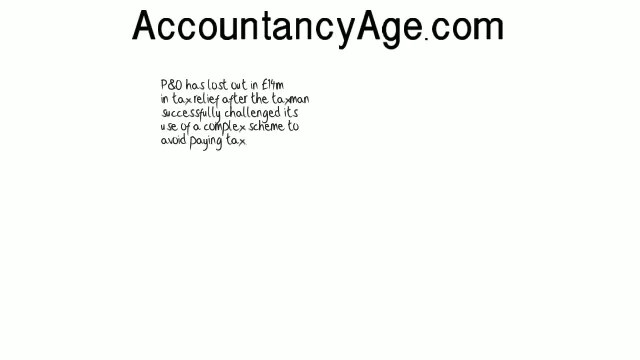 AccountancyAge.com
P&O has lost out in £14m
in tax relief after the taxman
successfully challenged its
use of a complex scheme to
avoid paying tax